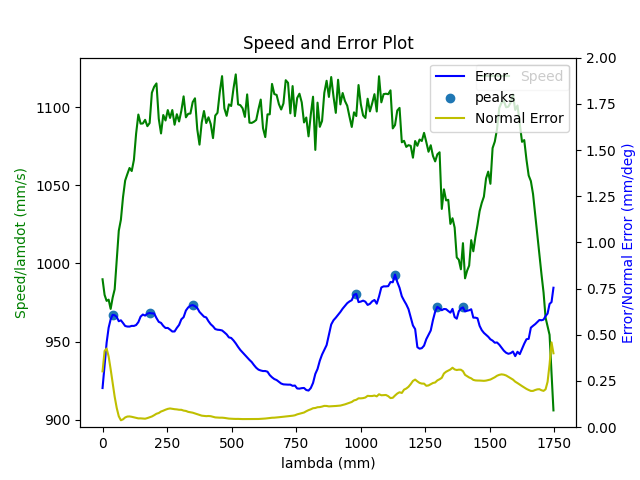 Speed and Error Plot
Speed/lamdot (mm/s)
1100
1050
1000
950
900
0
250
500
750
1000
1250
1500
1750
lambda (mm)
2.00
1.75
1.50
1.25
1.00
0.75
0.50
0.25
0.00
Error/Normal Error (mm/deg)
Error
peaks
Normal Error
Speed